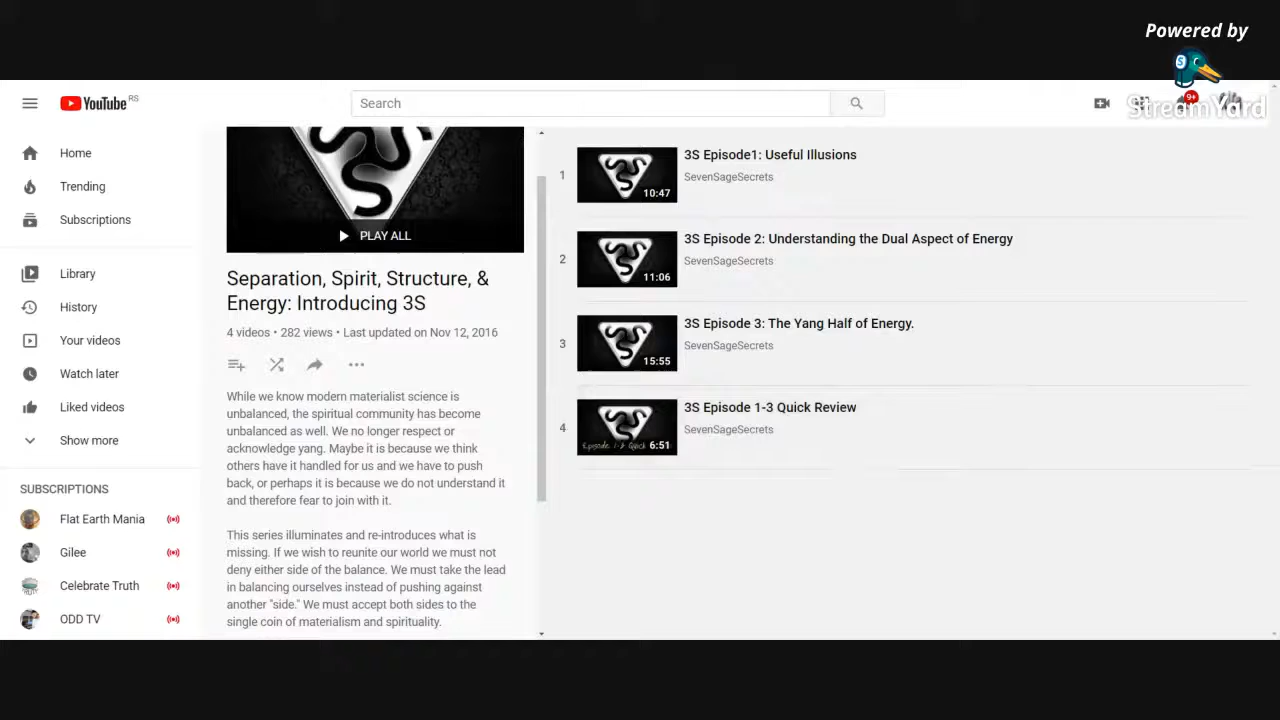 Powered by
StreamYard
YouTube RS
Search
9+
Home
Trending
Subscriptions
Library
History
Your videos
Watch later
Liked videos
Show more
SUBSCRIPTIONS
Flat Earth Mania
Gilee
Celebrate Truth
ODD TV
PLAY ALL
Separation, Spirit, Structure, &
Energy: Introducing 3S
4 videos • 282 views • Last updated on Nov 12, 2016
While we know modern materialist science is
unbalanced, the spiritual community has become
unbalanced as well. We no longer respect or
acknowledge yang. Maybe it is because we think
others have it handled for us and we have to push
back, or perhaps it is because we do not understand it
and therefore fear to join with it.
This series illuminates and re-introduces what is
missing. If we wish to reunite our world we must not
deny either side of the balance. We must take the lead
in balancing ourselves instead of pushing against
another "side." We must accept both sides to the
single coin of materialism and spirituality.
1
10:47
3S Episode1: Useful Illusions
SevenSageSecrets
2
11:06
3S Episode 2: Understanding the Dual Aspect of Energy
SevenSageSecrets
3
15:55
3S Episode 3: The Yang Half of Energy.
SevenSageSecrets
4
Episode 1-3 Quick
6:51
3S Episode 1-3 Quick Review
SevenSageSecrets